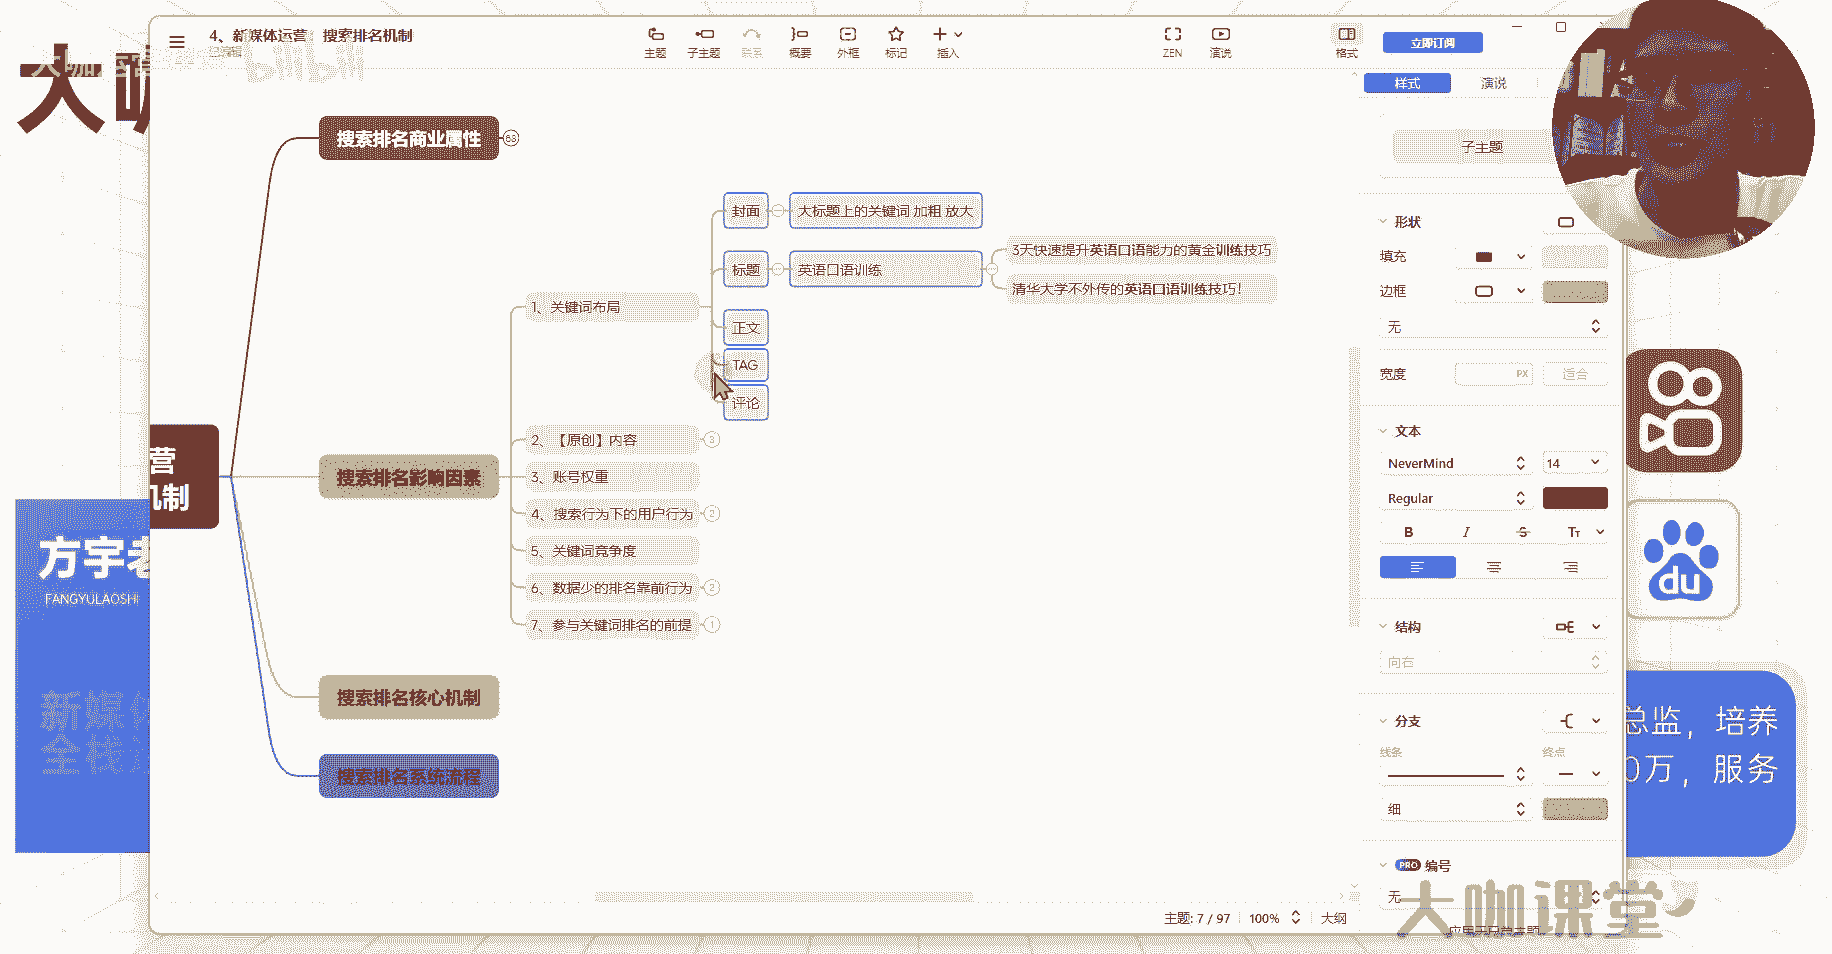 4、新媒体运营 搜索排名机制
已编辑
bilibili
主题
子主题
联系
概要
外框
标记
插入
ZEN
演说
格式
立即订阅
样式
演说
大咖
搜索排名商业属性
68
封面
大标题上的关键词 加粗 放大
标题
英语口语训练
3天快速提升英语口语能力的黄金训练技巧
清华大学不外传的英语口语训练技巧！
1、关键词布局
正文
TAG
评论
2、【原创】内容
3
搜索排名影响因素
3、账号权重
4、搜索行为下的用户行为
2
5、关键词竞争度
6、数据少的排名靠前行为
2
7、参与关键词排名的前提
1
营
机制
搜索排名核心机制
搜索排名系统流程
方宇老
FANGYULAOSHI
新媒体
全栈
子主题
形状
填充
边框
无
宽度
PX
适合
文本
NeverMind
14
Regular
B
I
S
TT
结构
向右
分支
线条
终点
细
PRO 编号
无
du
总监，培养
0万，服务
主题: 7 / 97
100%
大纲
大咖课堂